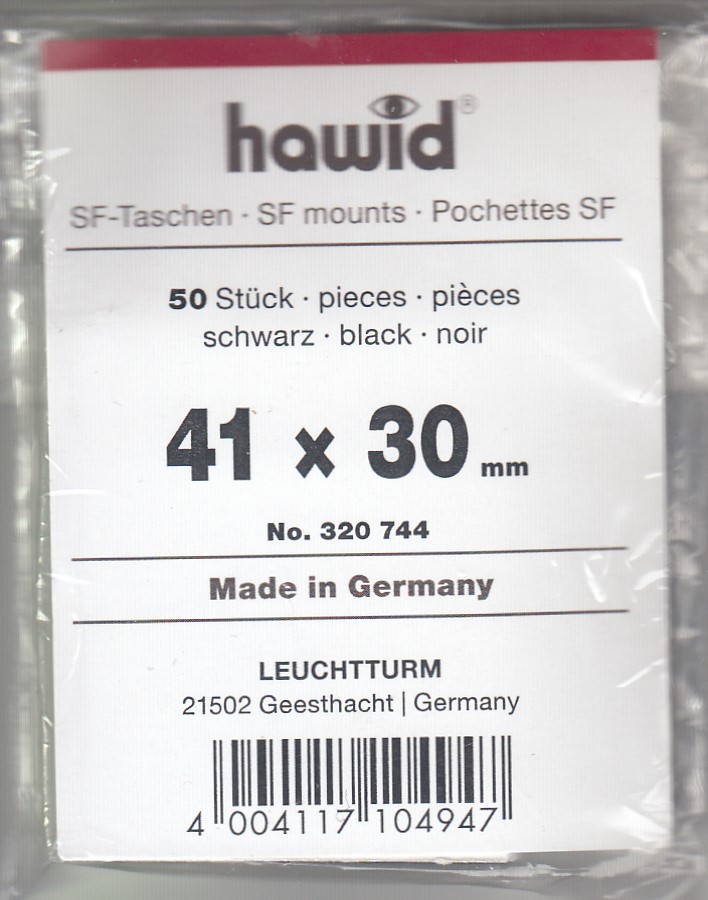 hawid®
SF-Taschen · SF mounts · Pochettes SF
50 Stück · pieces · pièces
schwarz · black · noir
41 x 30 mm
No. 320 744
Made in Germany
LEUCHTTURM
21502 Geesthacht | Germany
4 004117 104947